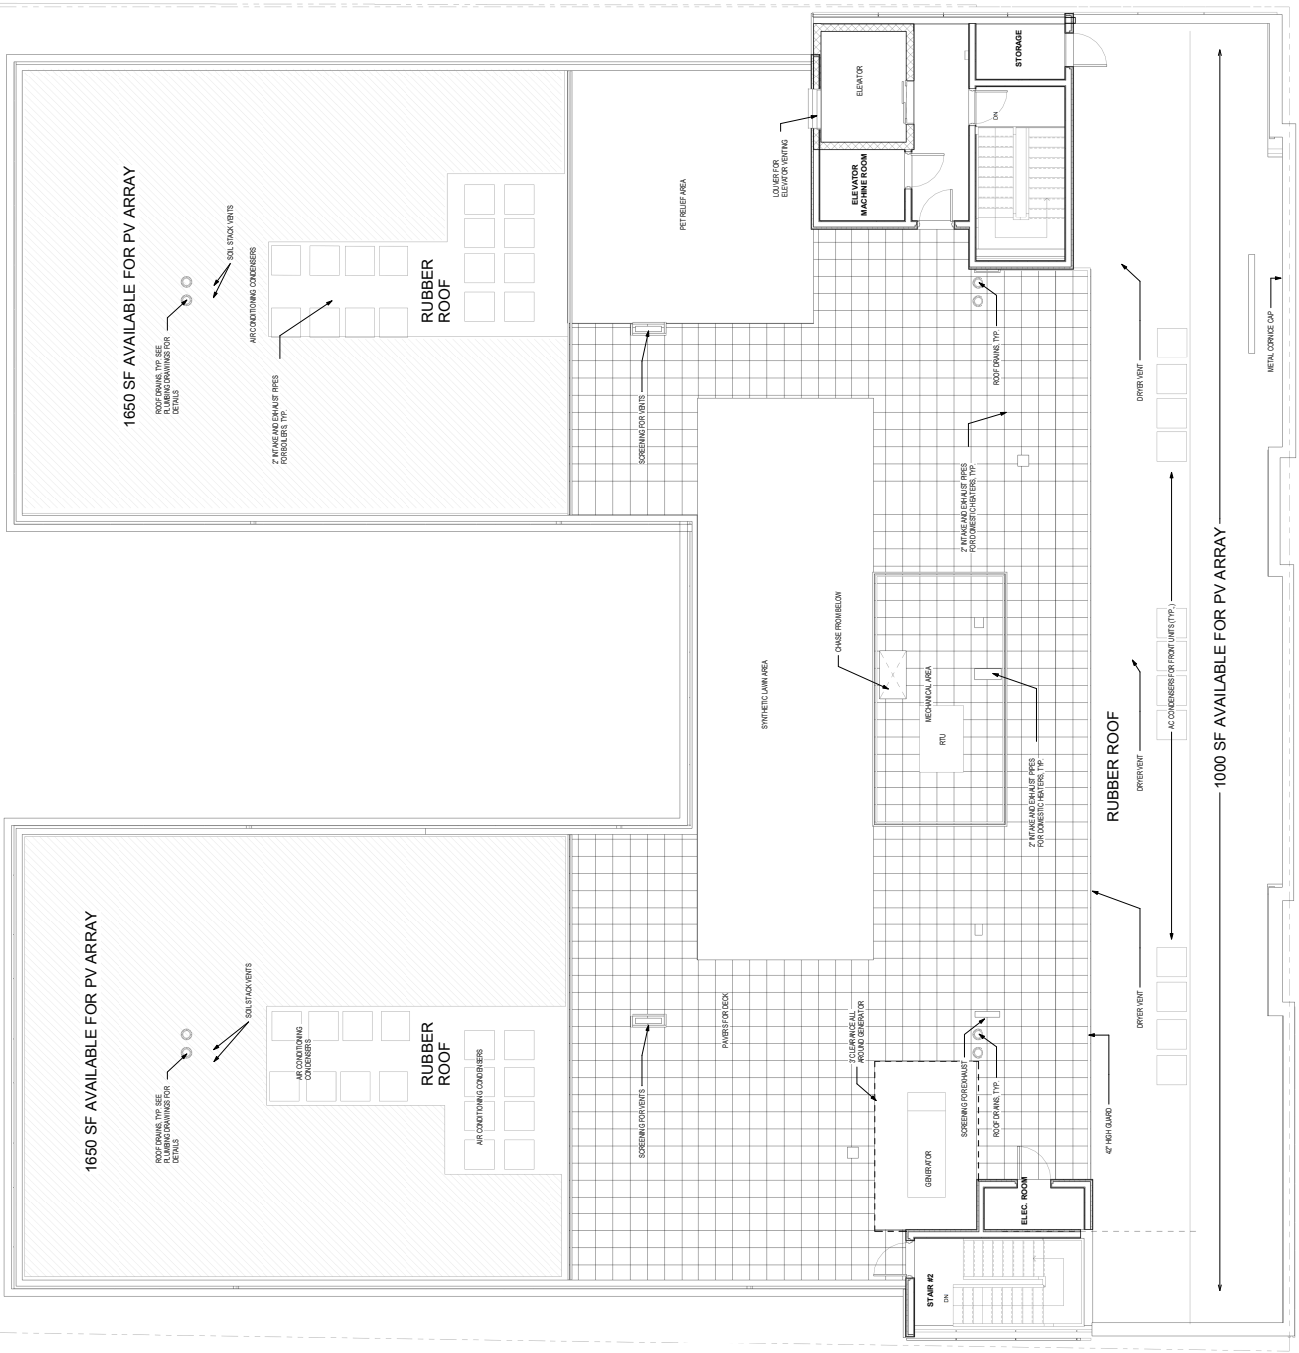 1650 SF AVAILABLE FOR PV ARRAY
ROOF DRAINS, TYP. SEE
PLUMBING DRAWINGS FOR
DETAILS
SOIL STACK VENTS
AIR CONDITIONING
CONDENSERS
RUBBER
ROOF
AIR CONDITIONING CONDENSERS
SCREENING FOR VENTS
PAVERS FOR DECK
3' CLEARANCE ALL
AROUND GENERATOR
GENERATOR
SCREENING FOR EXHAUST
ROOF DRAINS, TYP.
STAIR #2
DN
ELEC. ROOM
42" HIGH GUARD
DRYER VENT
1650 SF AVAILABLE FOR PV ARRAY
ROOF DRAINS, TYP. SEE
PLUMBING DRAWINGS FOR
DETAILS
SOIL STACK VENTS
AIR CONDITIONING CONDENSERS
2" INTAKE AND EXHAUST PIPES
FOR BOILERS, TYP.
RUBBER
ROOF
SCREENING FOR VENTS
PET RELIEF AREA
SYNTHETIC LAWN AREA
LOUVER FOR
ELEVATOR VENTING
ELEVATOR
ELEVATOR
MACHINE ROOM
STORAGE
DN
ROOF DRAINS, TYP.
2" INTAKE AND EXHAUST PIPES
FOR DOMESTIC HEATERS, TYP.
CHASE FROM BELOW
MECHANICAL AREA
RTU
2" INTAKE AND EXHAUST PIPES
FOR DOMESTIC HEATERS, TYP.
RUBBER ROOF
DRYER VENT
DRYER VENT
AC CONDENSERS FOR FRONT UNITS (TYP.,)
1000 SF AVAILABLE FOR PV ARRAY
METAL CORNICE CAP